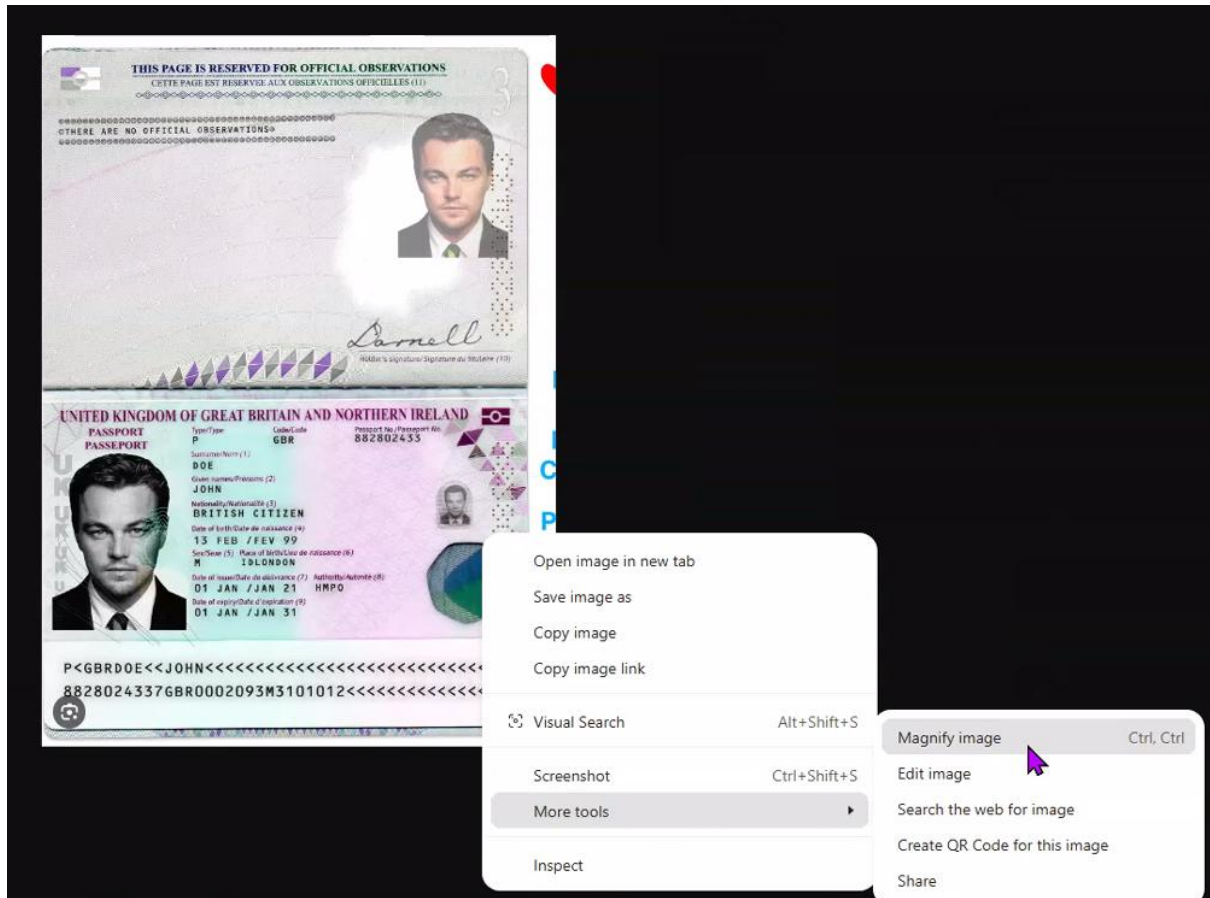 THIS PAGE IS RESERVED FOR OFFICIAL OBSERVATIONS
CETTE PAGE EST RESERVEE AUX OBSERVATIONS OFFICIELLES (11)
3
THERE ARE NO OFFICIAL OBSERVATIONS
Darnell
Holder's signature/Signature du titulaire (10)
UNITED KINGDOM OF GREAT BRITAIN AND NORTHERN IRELAND
PASSPORT
PASSEPORT
Type/Type Code/Code Passport No./Passeport No.
P GBR 882802433
Surname/Nom (1)
DOE
Given names/Prénoms (2)
JOHN
Nationality/Nationalité (3)
BRITISH CITIZEN
Date of birth/Date de naissance (4)
13 FEB /FEV 99
Sex/Sexe (5) Place of birth/Lieu de naissance (6)
M IDLONDON
Date of issue/Date de délivrance (7) Authority/Autorité (8)
01 JAN /JAN 21 HMPO
Date of expiry/Date d'expiration (9)
01 JAN /JAN 31
P<GBRDOE<<JOHN<<<<<<<<<<<<<<<<<<<<<<<<<<<<
8828024337GBR0002093M3101012<<<<<<<<<<<
Open image in new tab
Save image as
Copy image
Copy image link
Visual Search Alt+Shift+S
Screenshot Ctrl+Shift+S
More tools
Inspect
Magnify image Ctrl, Ctrl
Edit image
Search the web for image
Create QR Code for this image
Share